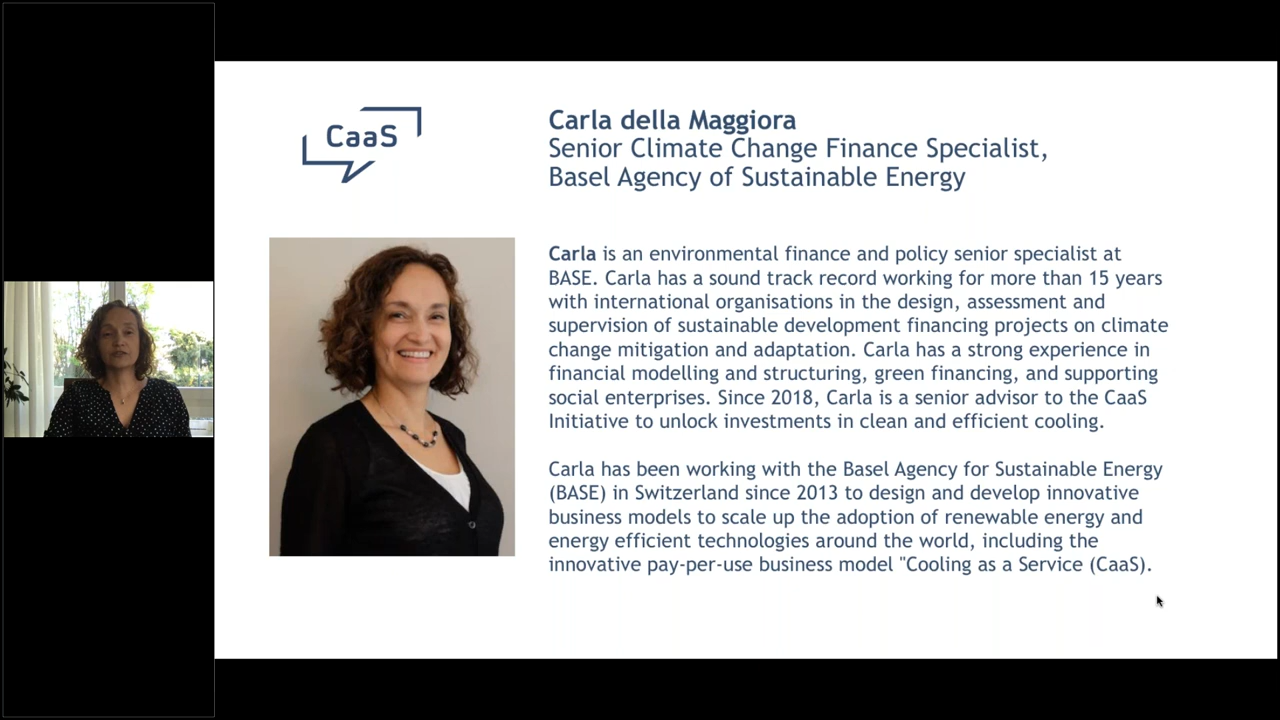 CaaS
Carla della Maggiora
Senior Climate Change Finance Specialist,
Basel Agency of Sustainable Energy
Carla is an environmental finance and policy senior specialist at
BASE. Carla has a sound track record working for more than 15 years
with international organisations in the design, assessment and
supervision of sustainable development financing projects on climate
change mitigation and adaptation. Carla has a strong experience in
financial modelling and structuring, green financing, and supporting
social enterprises. Since 2018, Carla is a senior advisor to the CaaS
Initiative to unlock investments in clean and efficient cooling.
Carla has been working with the Basel Agency for Sustainable Energy
(BASE) in Switzerland since 2013 to design and develop innovative
business models to scale up the adoption of renewable energy and
energy efficient technologies around the world, including the
innovative pay-per-use business model "Cooling as a Service (CaaS).